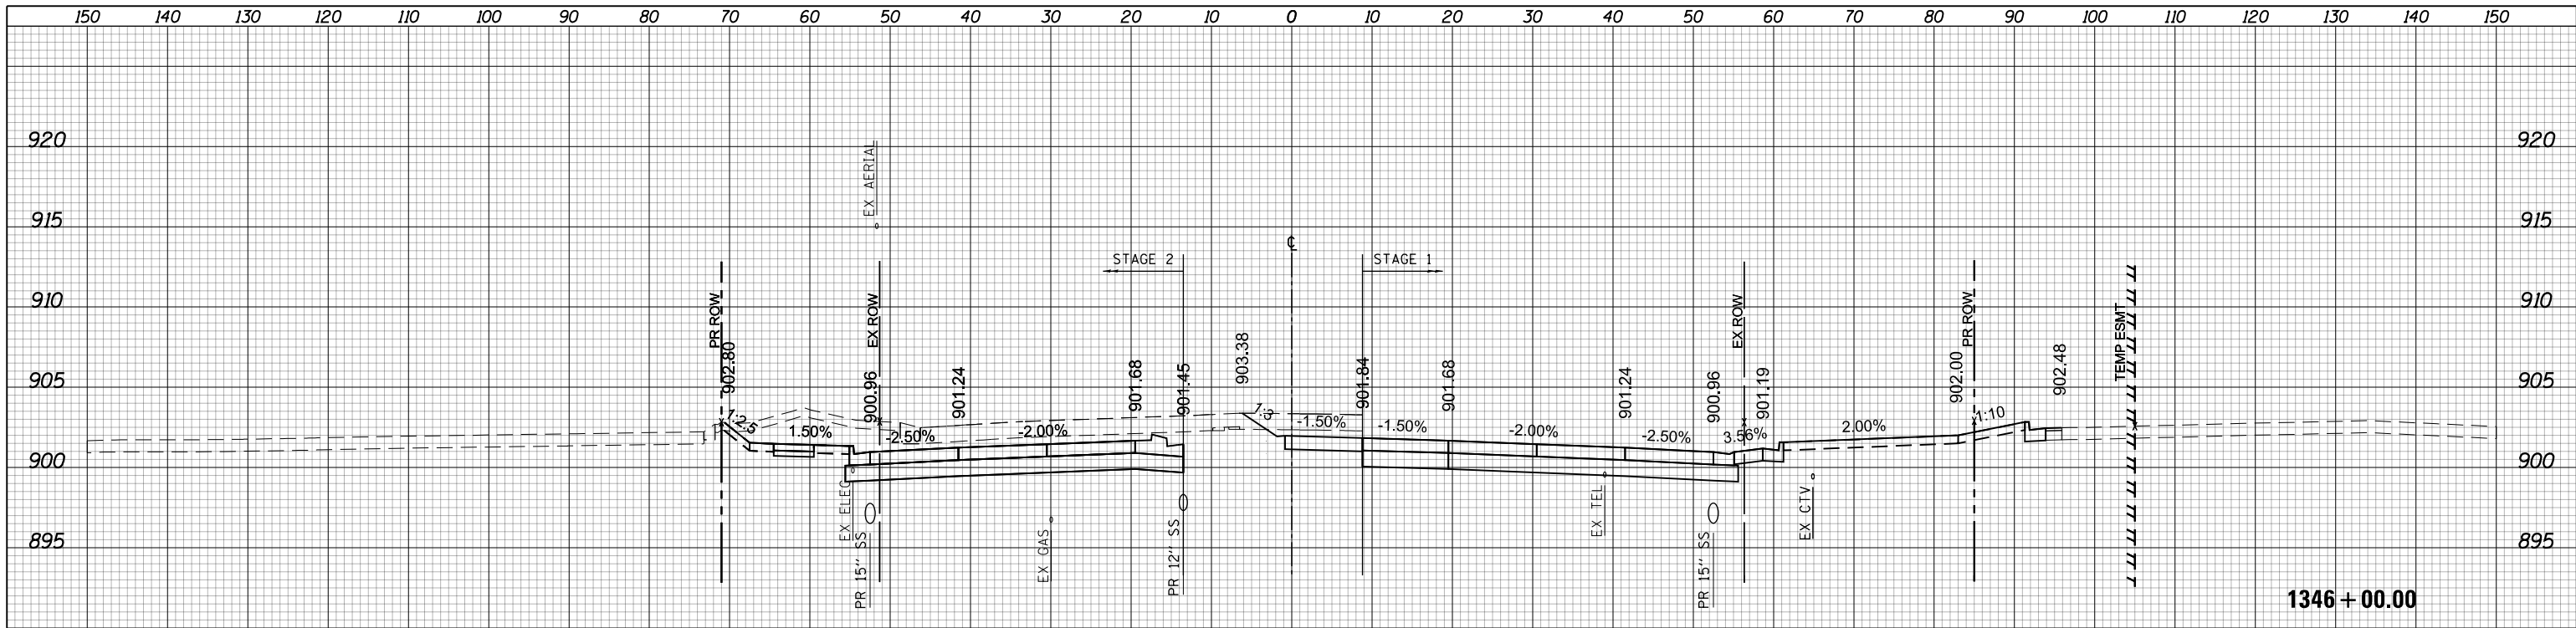 150 140 130 120 110 100 90 80 70 60 50 40 30 20 10 0 10 20 30 40 50 60 70 80 90 100 110 120 130 140 150
920 EX AERIAL 920
915 915
℄
STAGE 2 STAGE 1
910 PR ROW EX ROW EX ROW PR ROW TEMP ESMT 910
905 902.80 900.96 901.24 901.68 901.45 903.38 901.84 901.68 901.24 900.96 901.19 902.00 902.48 905
1:2.5 1.50% -2.50% -2.00% 1:3 -1.50% -1.50% -2.00% -2.50% 3.56% 2.00% 1:10
900 900
EX ELEC EX TEL EX CTV
895 PR 15'' SS EX GAS PR 12'' SS PR 15'' SS 895
1346+00.00